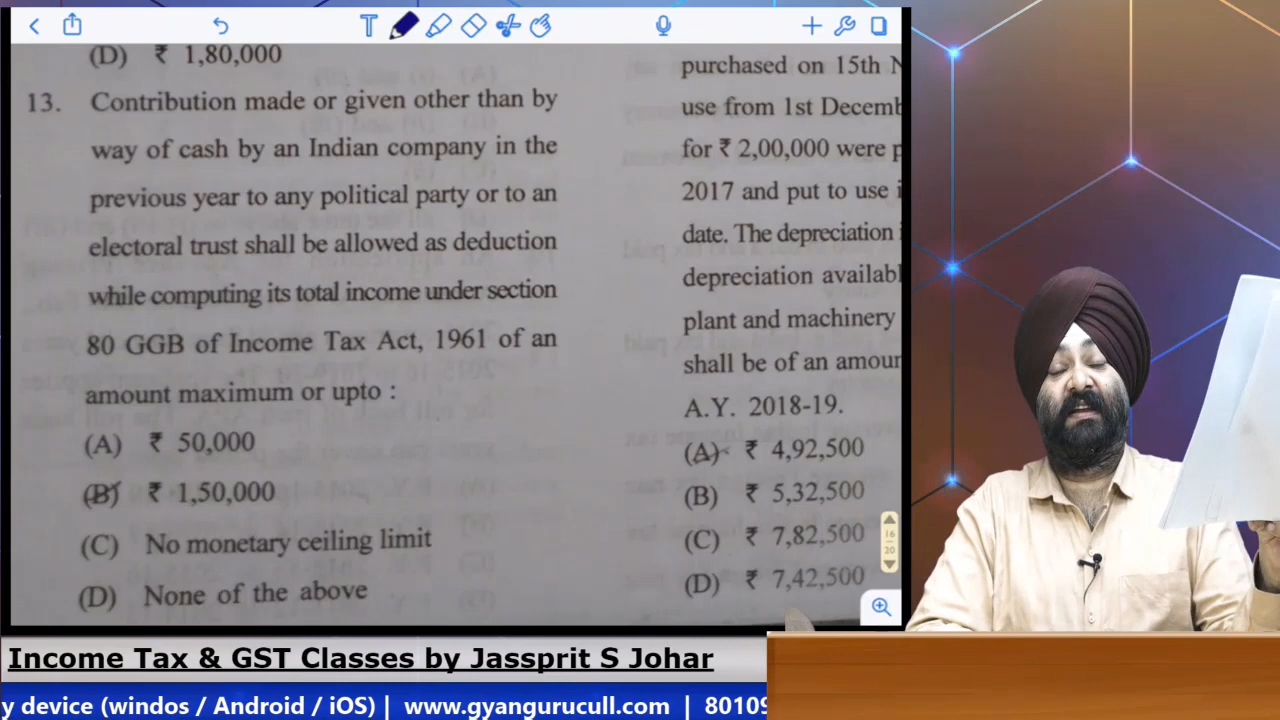 (D) ₹ 1,80,000
13. Contribution made or given other than by
way of cash by an Indian company in the
previous year to any political party or to an
electoral trust shall be allowed as deduction
while computing its total income under section
80 GGB of Income Tax Act, 1961 of an
amount maximum or upto :
(A) ₹ 50,000
(B) ₹ 1,50,000
(C) No monetary ceiling limit
(D) None of the above
purchased on 15th N
use from 1st Decemb
for ₹ 2,00,000 were p
2017 and put to use i
date. The depreciation i
depreciation availabl
plant and machinery
shall be of an amour
A.Y. 2018-19.
(A) ₹ 4,92,500
(B) ₹ 5,32,500
(C) ₹ 7,82,500
(D) ₹ 7,42,500
16
20
Income Tax & GST Classes by Jassprit S Johar
y device (windos / Android / iOS) | www.gyangurucull.com | 80109